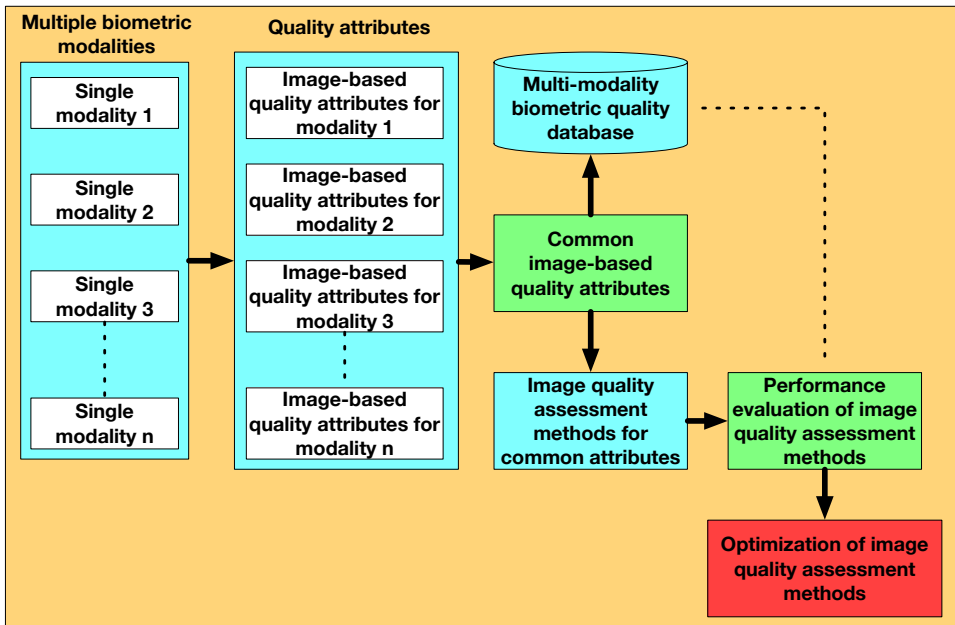 Multiple biometric
modalities
Single
modality 1
Single
modality 2
Single
modality 3
Single
modality n
Quality attributes
Image-based
quality attributes for
modality 1
Image-based
quality attributes for
modality 2
Image-based
quality attributes for
modality 3
Image-based
quality attributes for
modality n
Multi-modality
biometric quality
database
Common
image-based
quality attributes
Image quality
assessment
methods for
common attributes
Performance
evaluation of image
quality assessment
methods
Optimization of image
quality assessment
methods